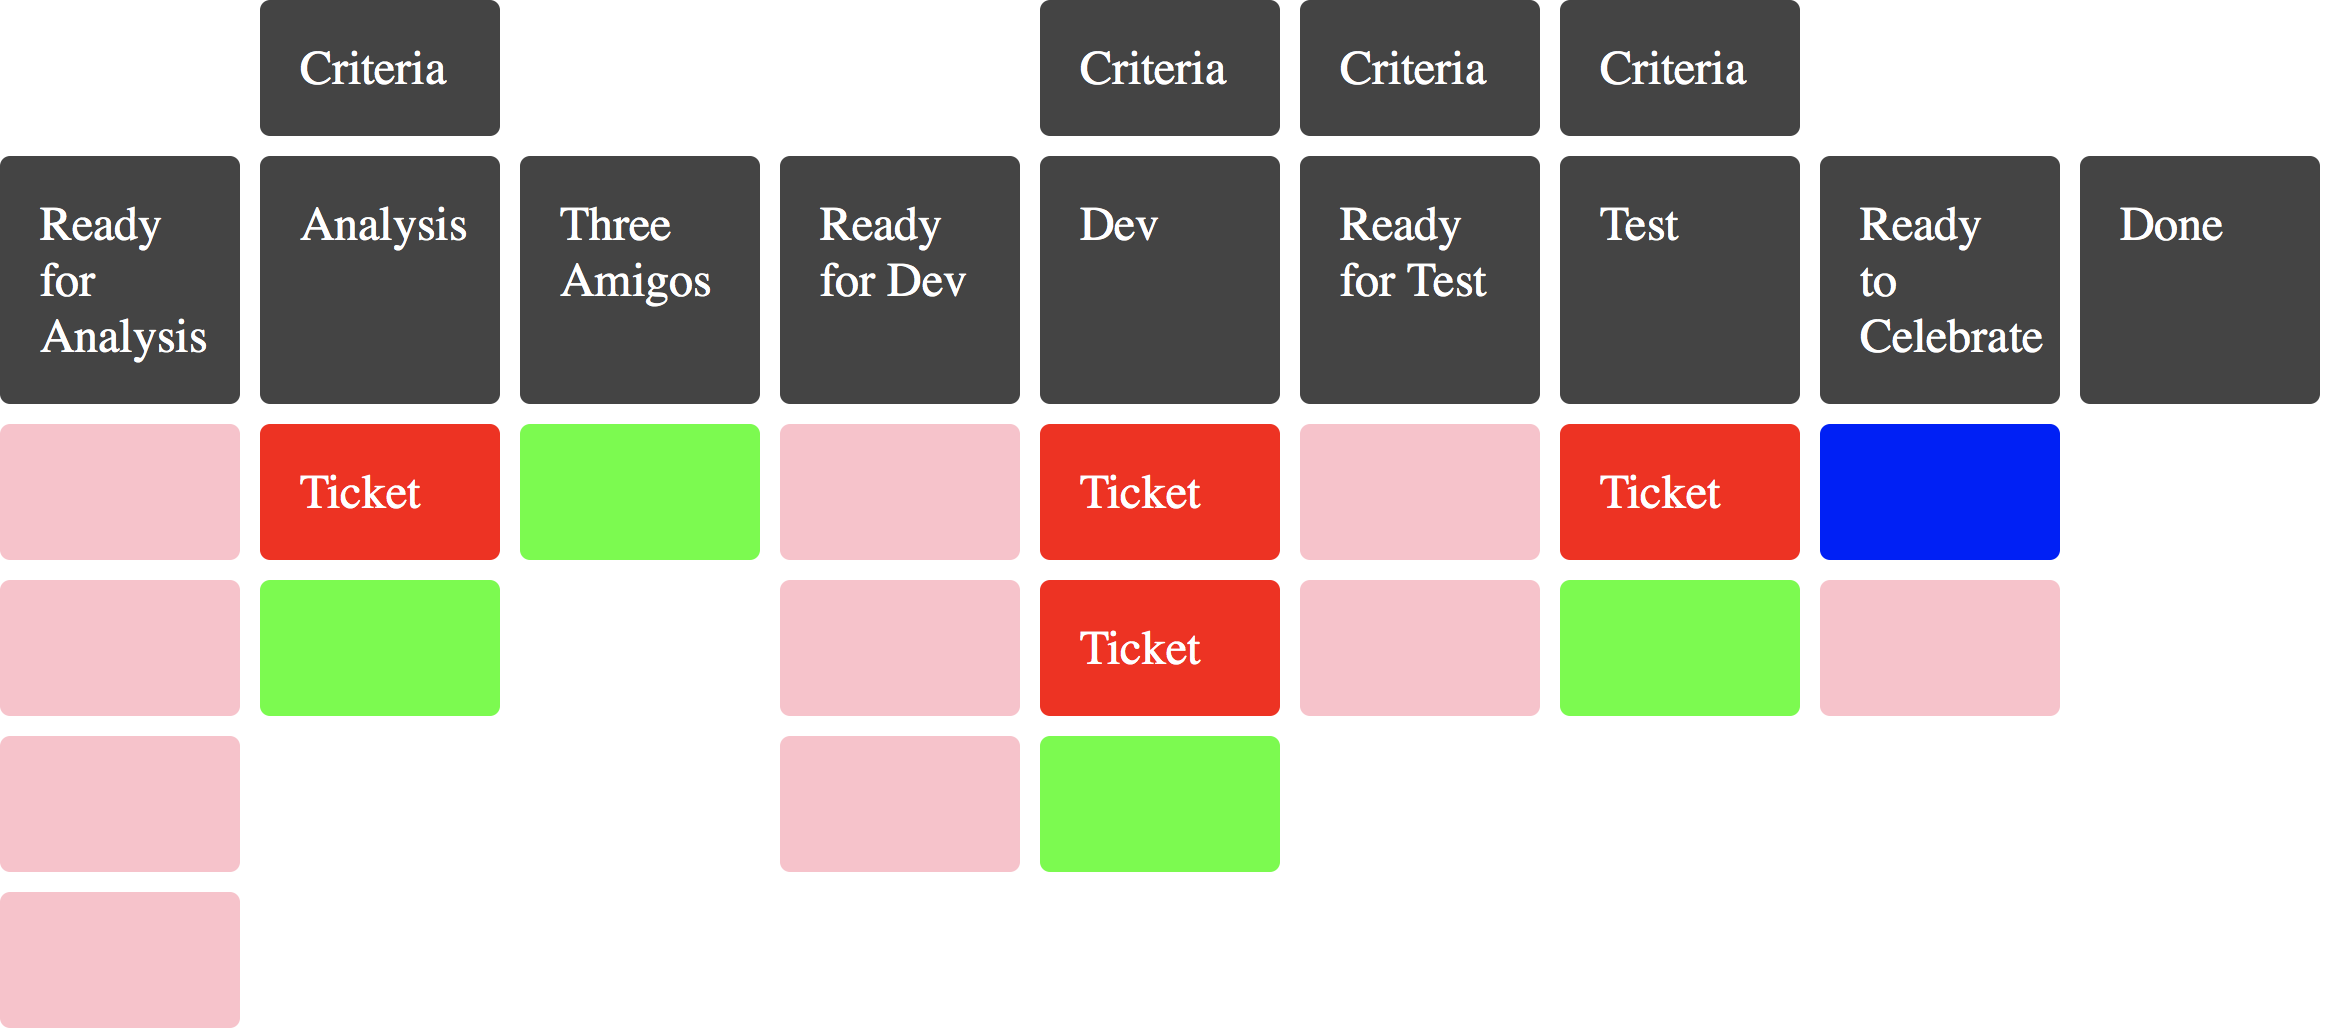 Criteria
Criteria
Criteria
Criteria
Ready
for
Analysis
Analysis
Three
Amigos
Ready
for Dev
Dev
Ready
for Test
Test
Ready
to
Celebrate
Done
Ticket
Ticket
Ticket
Ticket